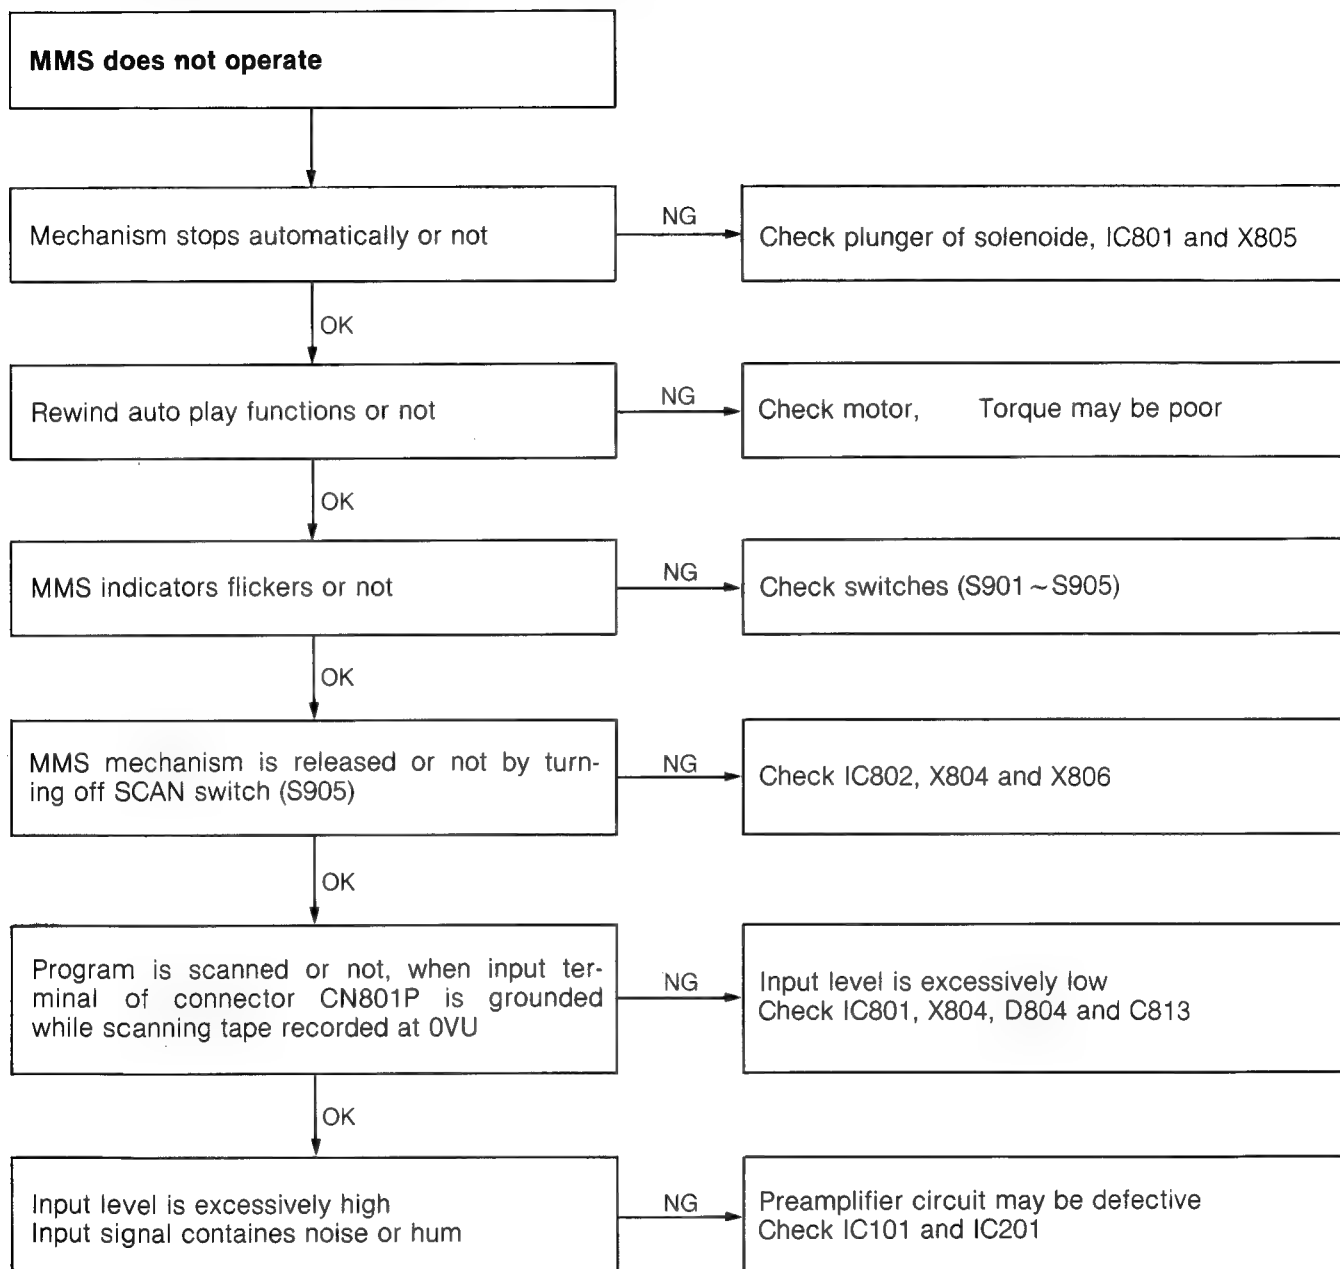 MMS does not operate
Mechanism stops automatically or not
NG
Check plunger of solenoide, IC801 and X805
OK
Rewind auto play functions or not
NG
Check motor, Torque may be poor
OK
MMS indicators flickers or not
NG
Check switches (S901~S905)
OK
MMS mechanism is released or not by turn-
ing off SCAN switch (S905)
NG
Check IC802, X804 and X806
OK
Program is scanned or not, when input ter-
minal of connector CN801P is grounded
while scanning tape recorded at 0VU
NG
Input level is excessively low
Check IC801, X804, D804 and C813
OK
Input level is excessively high
Input signal containes noise or hum
NG
Preamplifier circuit may be defective
Check IC101 and IC201